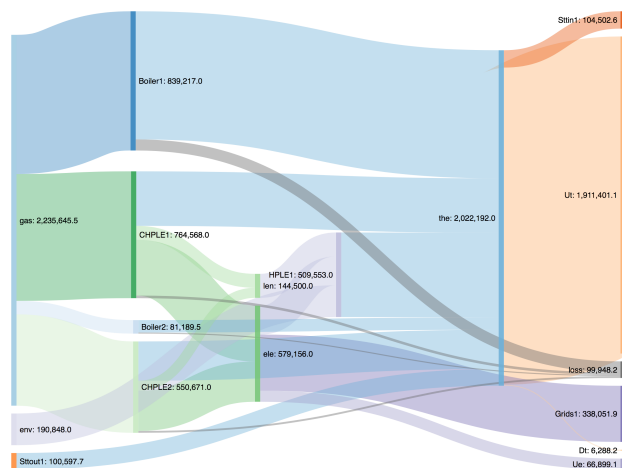 Sttin1: 104,502.6
Boiler1: 839,217.0
Ut: 1,911,401.1
the: 2,022,192.0
gas: 2,235,645.5
CHPLE1: 764,568.0
HPLE1: 509,553.0
len: 144,500.0
Boiler2: 81,189.5
ele: 579,156.0
loss: 99,948.2
CHPLE2: 550,671.0
Grids1: 338,051.9
env: 190,848.0
Dt: 6,288.2
Sttout1: 100,597.7
Ue: 66,899.1